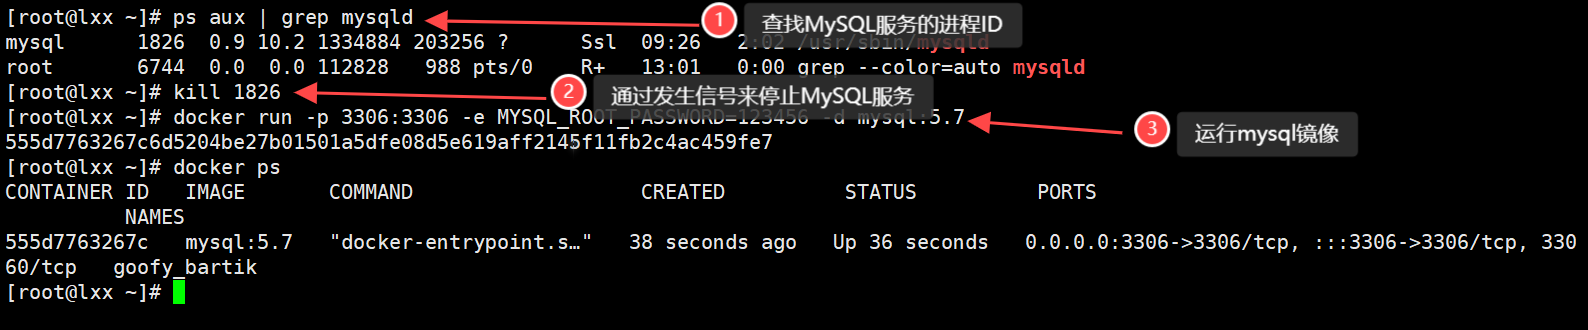 [root@lxx ~]# ps aux | grep mysqld
1 查找MySQL服务的进程ID
mysql 1826 0.9 10.2 1334884 203256 ? Ssl 09:26 2:02 /usr/sbin/mysqld
root 6744 0.0 0.0 112828 988 pts/0 R+ 13:01 0:00 grep --color=auto mysqld
[root@lxx ~]# kill 1826
2 通过发生信号来停止MySQL服务
[root@lxx ~]# docker run -p 3306:3306 -e MYSQL_ROOT_PASSWORD=123456 -d mysql:5.7
3 运行mysql镜像
555d7763267c6d5204be27b01501a5dfe08d5e619aff2145f11fb2c4ac459fe7
[root@lxx ~]# docker ps
CONTAINER ID IMAGE COMMAND CREATED STATUS PORTS
NAMES
555d7763267c mysql:5.7 "docker-entrypoint.s…" 38 seconds ago Up 36 seconds 0.0.0.0:3306->3306/tcp, :::3306->3306/tcp, 330
60/tcp goofy_bartik
[root@lxx ~]#